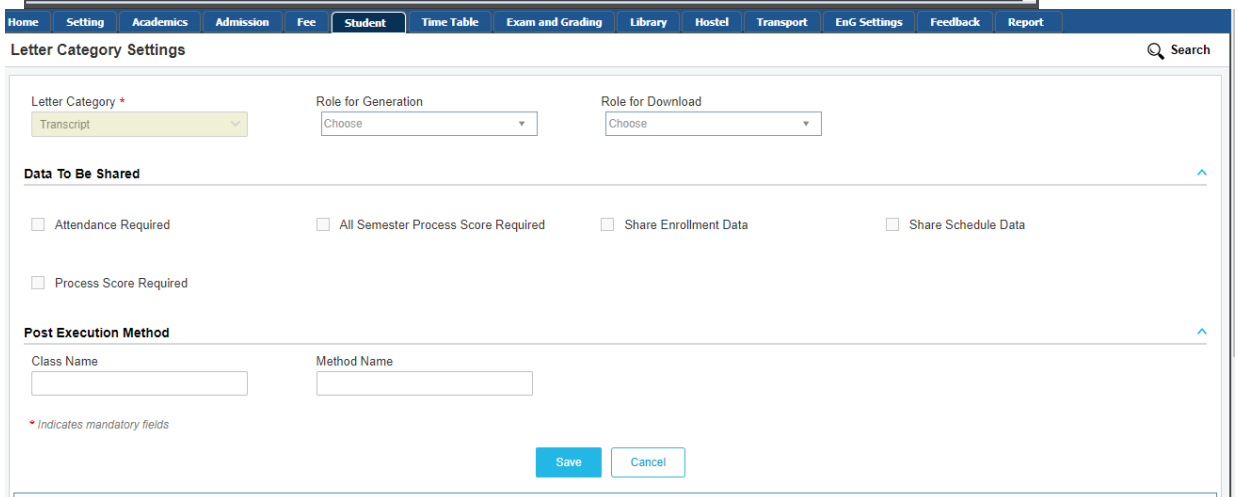 Home Setting Academics Admission Fee Student Time Table Exam and Grading Library Hostel Transport EnG Settings Feedback Report
Letter Category Settings Search
Letter Category * Role for Generation Role for Download
Transcript Choose Choose
Data To Be Shared
Attendance Required All Semester Process Score Required Share Enrollment Data Share Schedule Data
Process Score Required
Post Execution Method
Class Name Method Name
* Indicates mandatory fields
Save Cancel